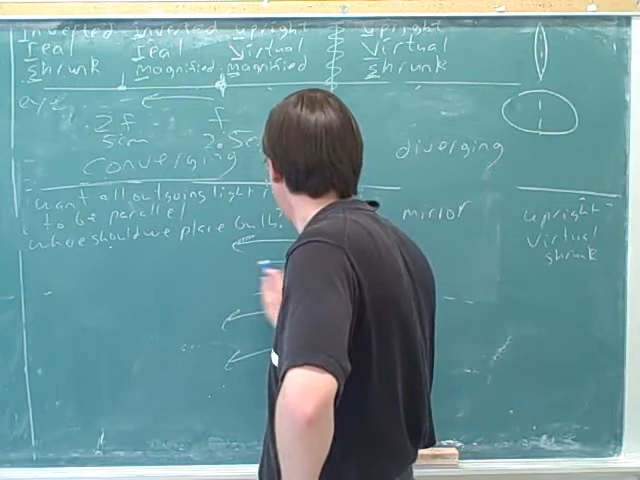 Inverted inverted upright upright
Real real Virtual Virtual
Shrunk magnified magnified shrunk
eye
2f f
5cm 2.5c
converging diverging
want all outgoing light
to be parallel mirror upright
where should we place bulb? virtual
shrunk